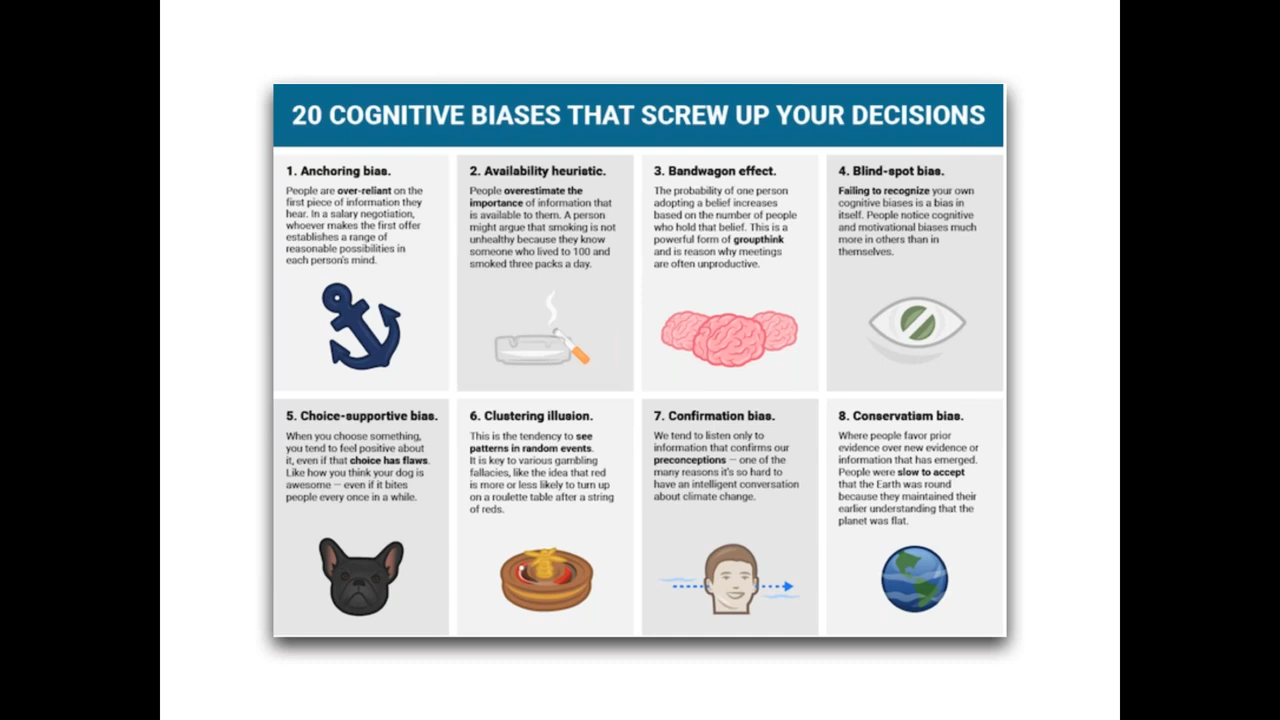 20 COGNITIVE BIASES THAT SCREW UP YOUR DECISIONS
1. Anchoring bias.
People are over-reliant on the
first piece of information they
hear. In a salary negotiation,
whoever makes the first offer
establishes a range of
reasonable possibilities in
each person's mind.
2. Availability heuristic.
People overestimate the
importance of information that
is available to them. A person
might argue that smoking is not
unhealthy because they know
someone who lived to 100 and
smoked three packs a day.
3. Bandwagon effect.
The probability of one person
adopting a belief increases
based on the number of people
who hold that belief. This is a
powerful form of groupthink
and is reason why meetings
are often unproductive.
4. Blind-spot bias.
Failing to recognize your own
cognitive biases is a bias in
itself. People notice cognitive
and motivational biases much
more in others than in
themselves.
5. Choice-supportive bias.
When you choose something,
you tend to feel positive about
it, even if that choice has flaws.
Like how you think your dog is
awesome — even if it bites
people every once in a while.
6. Clustering illusion.
This is the tendency to see
patterns in random events.
It is key to various gambling
fallacies, like the idea that red
is more or less likely to turn up
on a roulette table after a string
of reds.
7. Confirmation bias.
We tend to listen only to
information that confirms our
preconceptions — one of the
many reasons it's so hard to
have an intelligent conversation
about climate change.
8. Conservatism bias.
Where people favor prior
evidence over new evidence or
information that has emerged.
People were slow to accept
that the Earth was round
because they maintained their
earlier understanding that the
planet was flat.